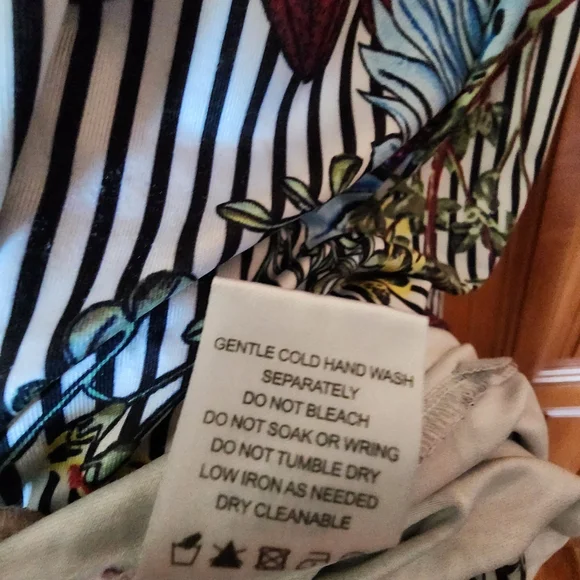 GENTLE COLD HAND WASH
SEPARATELY
DO NOT BLEACH
DO NOT SOAK OR WRING
DO NOT TUMBLE DRY
LOW IRON AS NEEDED
DRY CLEANABLE